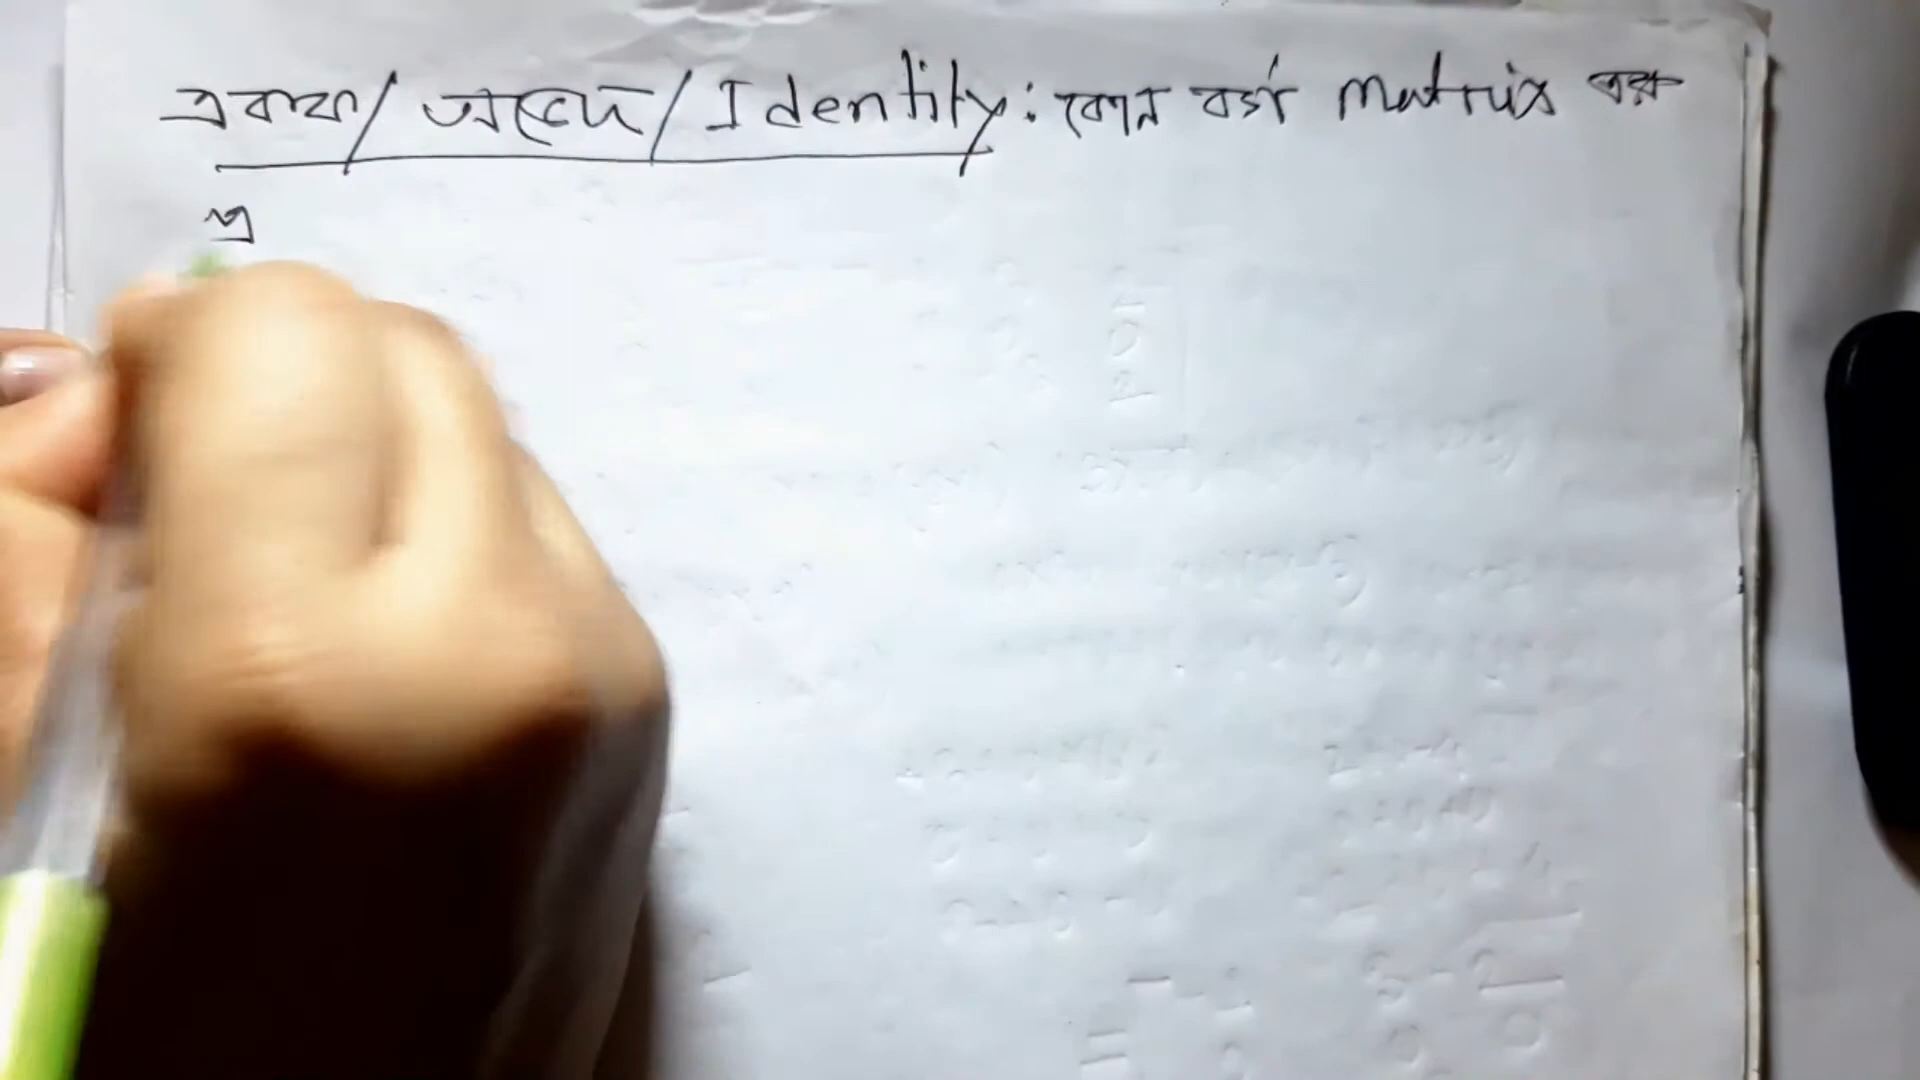 একক/অভেদ/Identity: কোন বর্গ matrix এর
মু